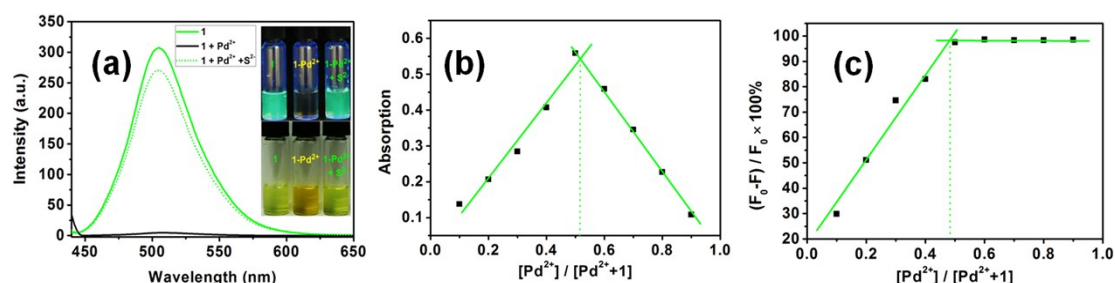 (a)
Intensity (a.u.)
350
300
250
200
150
100
50
0
450 500 550 600 650
Wavelength (nm)
1
1 + Pd²⁺
1 + Pd²⁺ +S²⁻
1
1-Pd²⁺
1-Pd²⁺
+ S²⁻
1
1-Pd²⁺
1-Pd²⁺
+ S²⁻
(b)
Absorption
0.6
0.5
0.4
0.3
0.2
0.1
0.0 0.2 0.4 0.6 0.8 1.0
[Pd²⁺] / [Pd²⁺+1]
(c)
(F₀-F) / F₀ × 100%
100
90
80
70
60
50
40
30
20
0.0 0.2 0.4 0.6 0.8 1.0
[Pd²⁺] / [Pd²⁺+1]